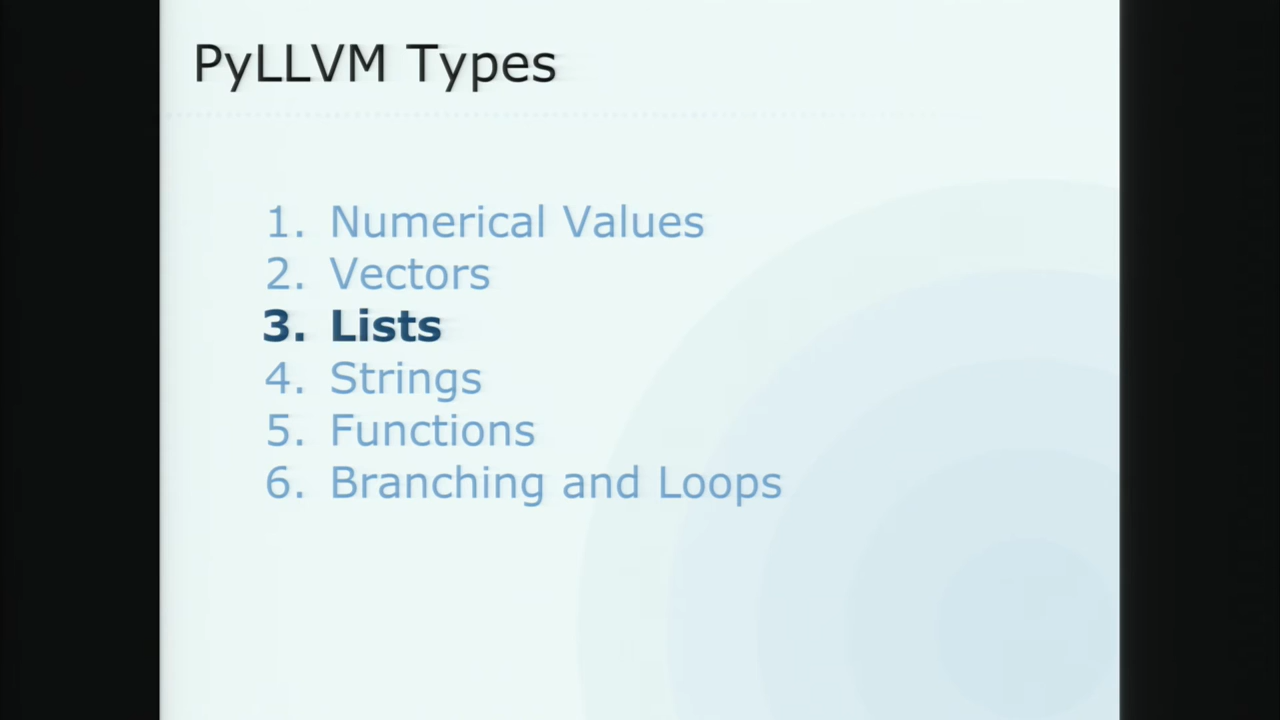 PyLLVM Types
1. Numerical Values
2. Vectors
3. Lists
4. Strings
5. Functions
6. Branching and Loops